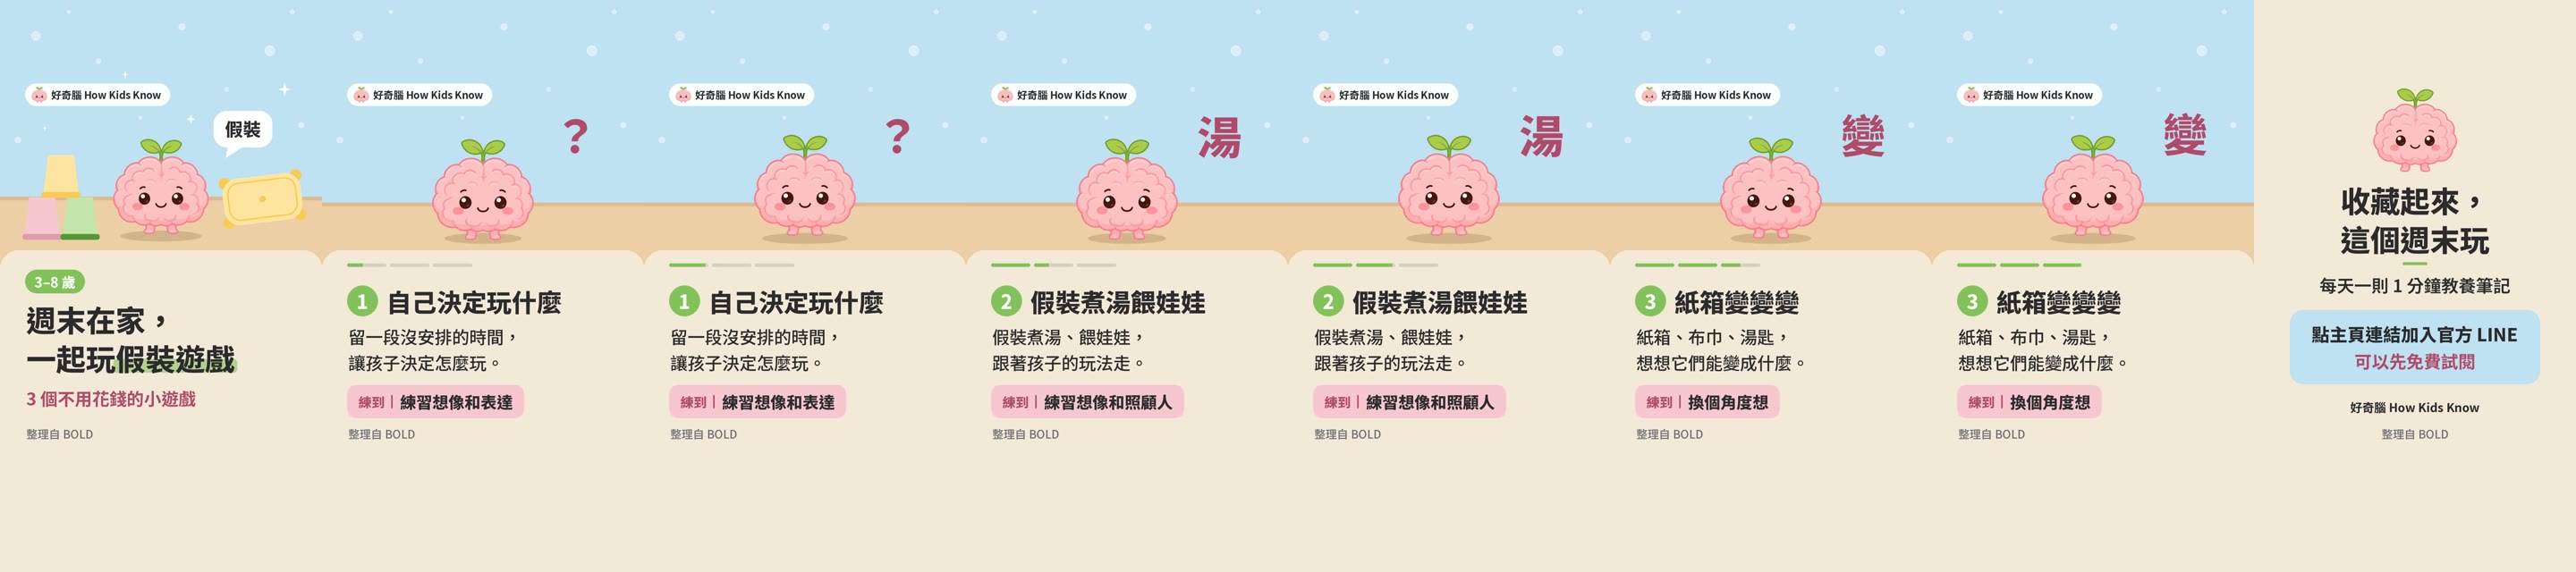 好奇腦 How Kids Know
假裝
3–8 歲
週末在家，
一起玩假裝遊戲
3 個不用花錢的小遊戲
整理自 BOLD
好奇腦 How Kids Know
？
1 自己決定玩什麼
留一段沒安排的時間，
讓孩子決定怎麼玩。
練到｜練習想像和表達
整理自 BOLD
好奇腦 How Kids Know
？
1 自己決定玩什麼
留一段沒安排的時間，
讓孩子決定怎麼玩。
練到｜練習想像和表達
整理自 BOLD
好奇腦 How Kids Know
湯
2 假裝煮湯餵娃娃
假裝煮湯、餵娃娃，
跟著孩子的玩法走。
練到｜練習想像和照顧人
整理自 BOLD
好奇腦 How Kids Know
湯
2 假裝煮湯餵娃娃
假裝煮湯、餵娃娃，
跟著孩子的玩法走。
練到｜練習想像和照顧人
整理自 BOLD
好奇腦 How Kids Know
變
3 紙箱變變變
紙箱、布巾、湯匙，
想想它們能變成什麼。
練到｜換個角度想
整理自 BOLD
好奇腦 How Kids Know
變
3 紙箱變變變
紙箱、布巾、湯匙，
想想它們能變成什麼。
練到｜換個角度想
整理自 BOLD
收藏起來，
這個週末玩
每天一則 1 分鐘教養筆記
點主頁連結加入官方 LINE
可以先免費試閱
好奇腦 How Kids Know
整理自 BOLD